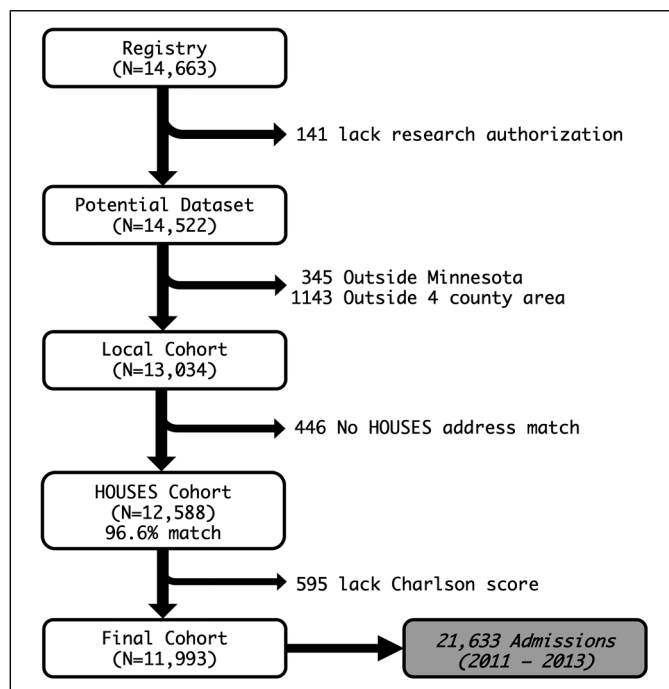 Registry
(N=14,663)
141 lack research authorization
Potential Dataset
(N=14,522)
345 Outside Minnesota
1143 Outside 4 county area
Local Cohort
(N=13,034)
446 No HOUSES address match
HOUSES Cohort
(N=12,588)
96.6% match
595 lack Charlson score
Final Cohort
(N=11,993)
21,633 Admissions
(2011 – 2013)